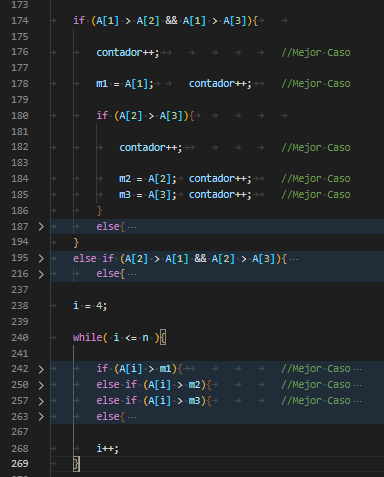 173
174 if (A[1] > A[2] && A[1] > A[3]){
175
176 contador++; //Mejor Caso
177
178 m1 = A[1]; contador++; //Mejor Caso
179
180 if (A[2] > A[3]){
181
182 contador++; //Mejor Caso
183
184 m2 = A[2]; contador++; //Mejor Caso
185 m3 = A[3]; contador++; //Mejor Caso
186 }
187 else{…
194 }
195 else if (A[2] > A[1] && A[2] > A[3]){…
216 else{…
237
238 i = 4;
239
240 while( i <= n ){
241
242 if (A[i] > m1){ //Mejor Caso…
250 else if (A[i] > m2){ //Mejor Caso…
257 else if (A[i] > m3){ //Mejor Caso…
263 else{…
267
268 i++;
269 }